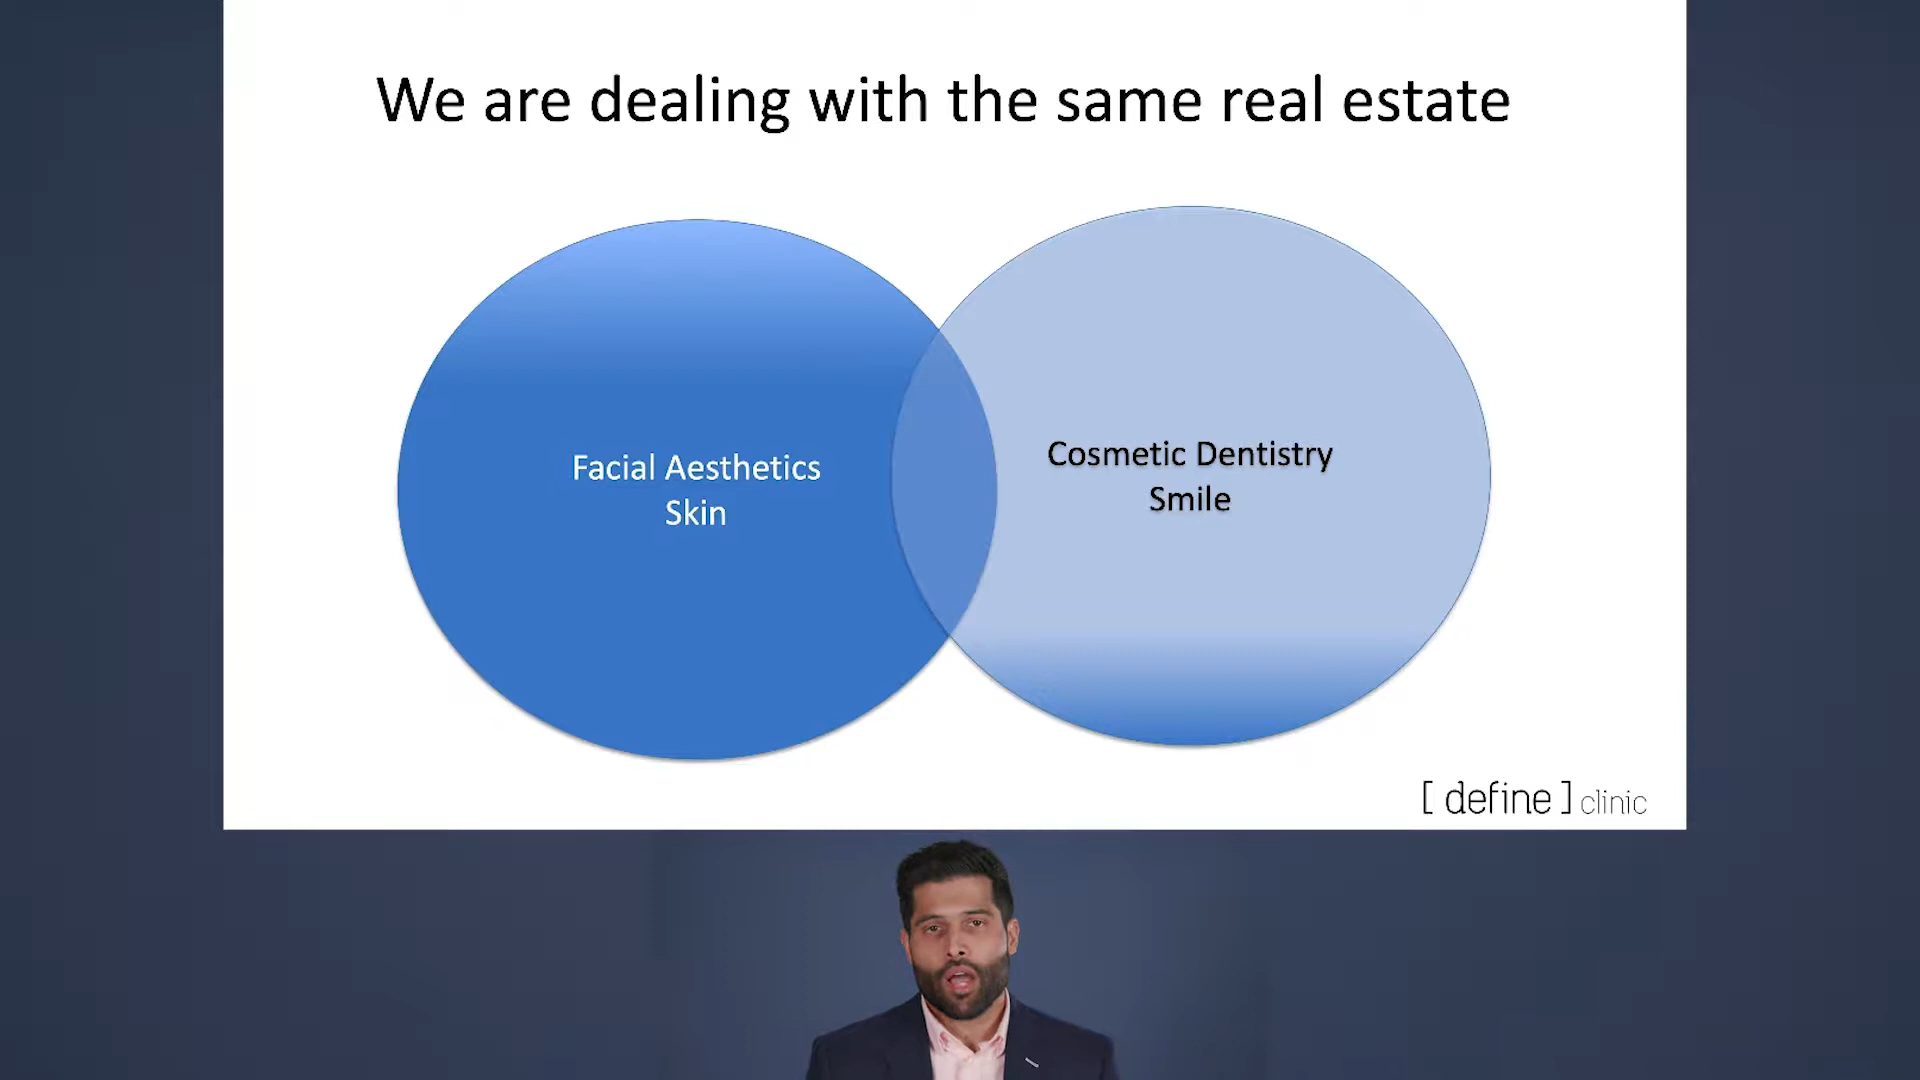 We are dealing with the same real estate
Facial Aesthetics
Skin
Cosmetic Dentistry
Smile
[ define ] clinic